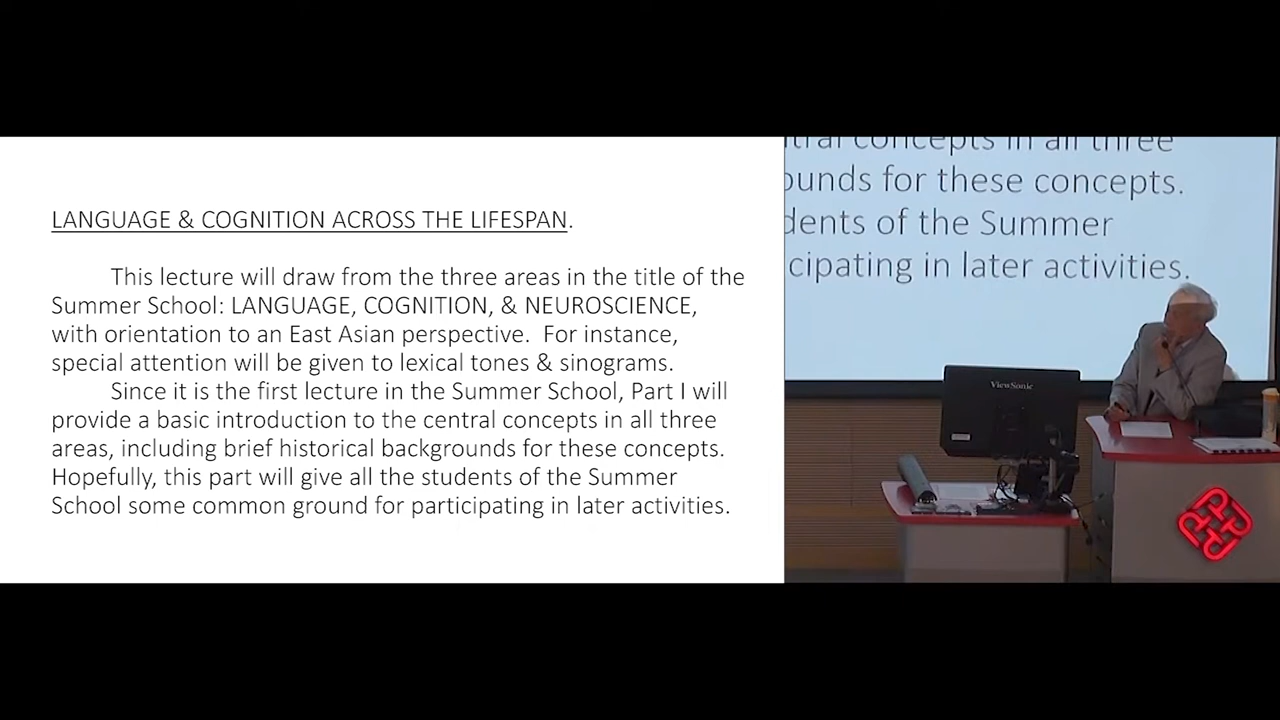 LANGUAGE & COGNITION ACROSS THE LIFESPAN.
This lecture will draw from the three areas in the title of the
Summer School: LANGUAGE, COGNITION, & NEUROSCIENCE,
with orientation to an East Asian perspective. For instance,
special attention will be given to lexical tones & sinograms.
Since it is the first lecture in the Summer School, Part I will
provide a basic introduction to the central concepts in all three
areas, including brief historical backgrounds for these concepts.
Hopefully, this part will give all the students of the Summer
School some common ground for participating in later activities.
ntral concepts in all three
ounds for these concepts.
dents of the Summer
cipating in later activities.
ViewSonic